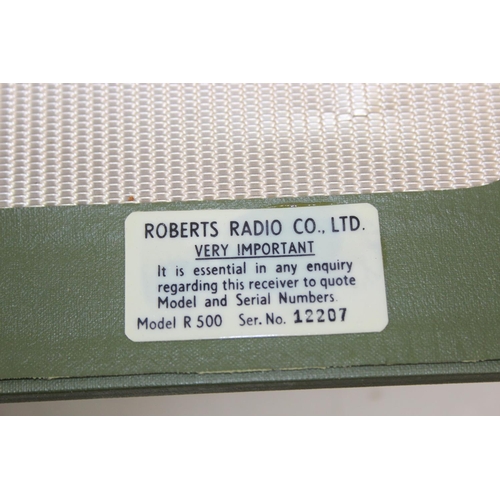 ROBERTS RADIO CO., LTD.
VERY IMPORTANT
It is essential in any enquiry
regarding this receiver to quote
Model and Serial Numbers.
Model R 500 Ser. No. 12207